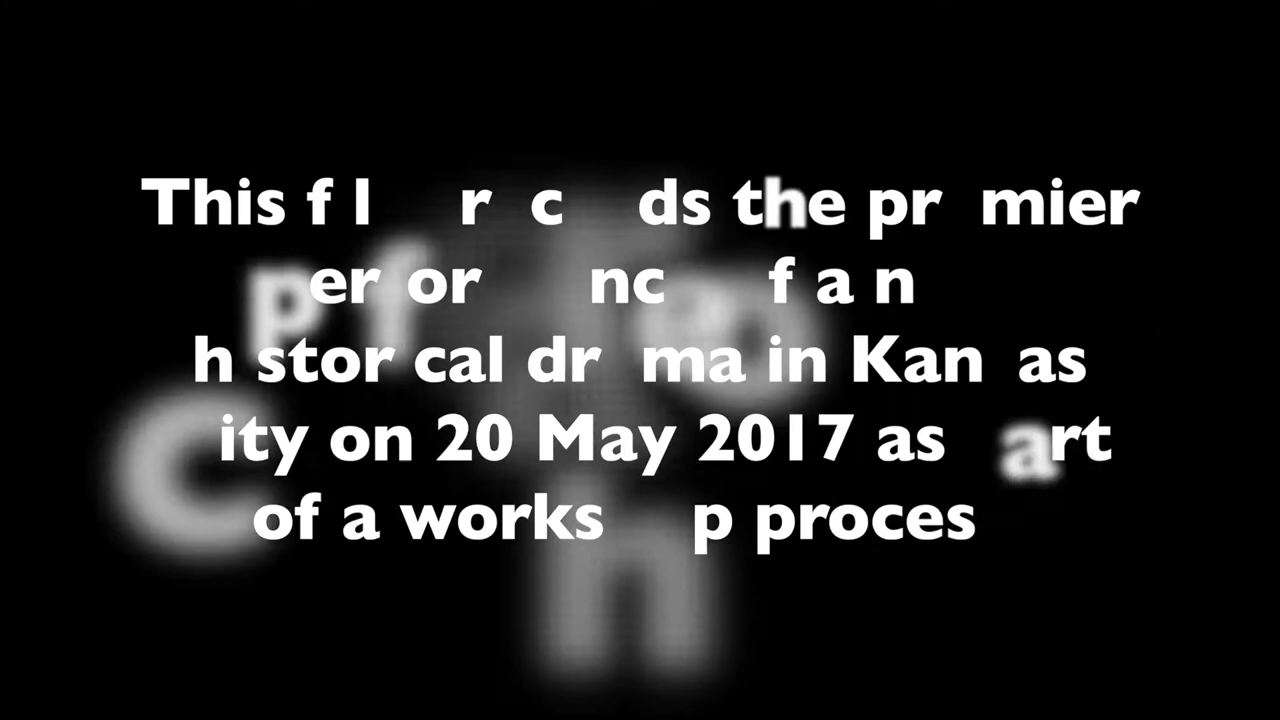 This f l r c ds the pr mier
p er f or nc f a n
h stor cal dr ma in Kan as
C ity on 20 May 2017 as art
of a works h p proces